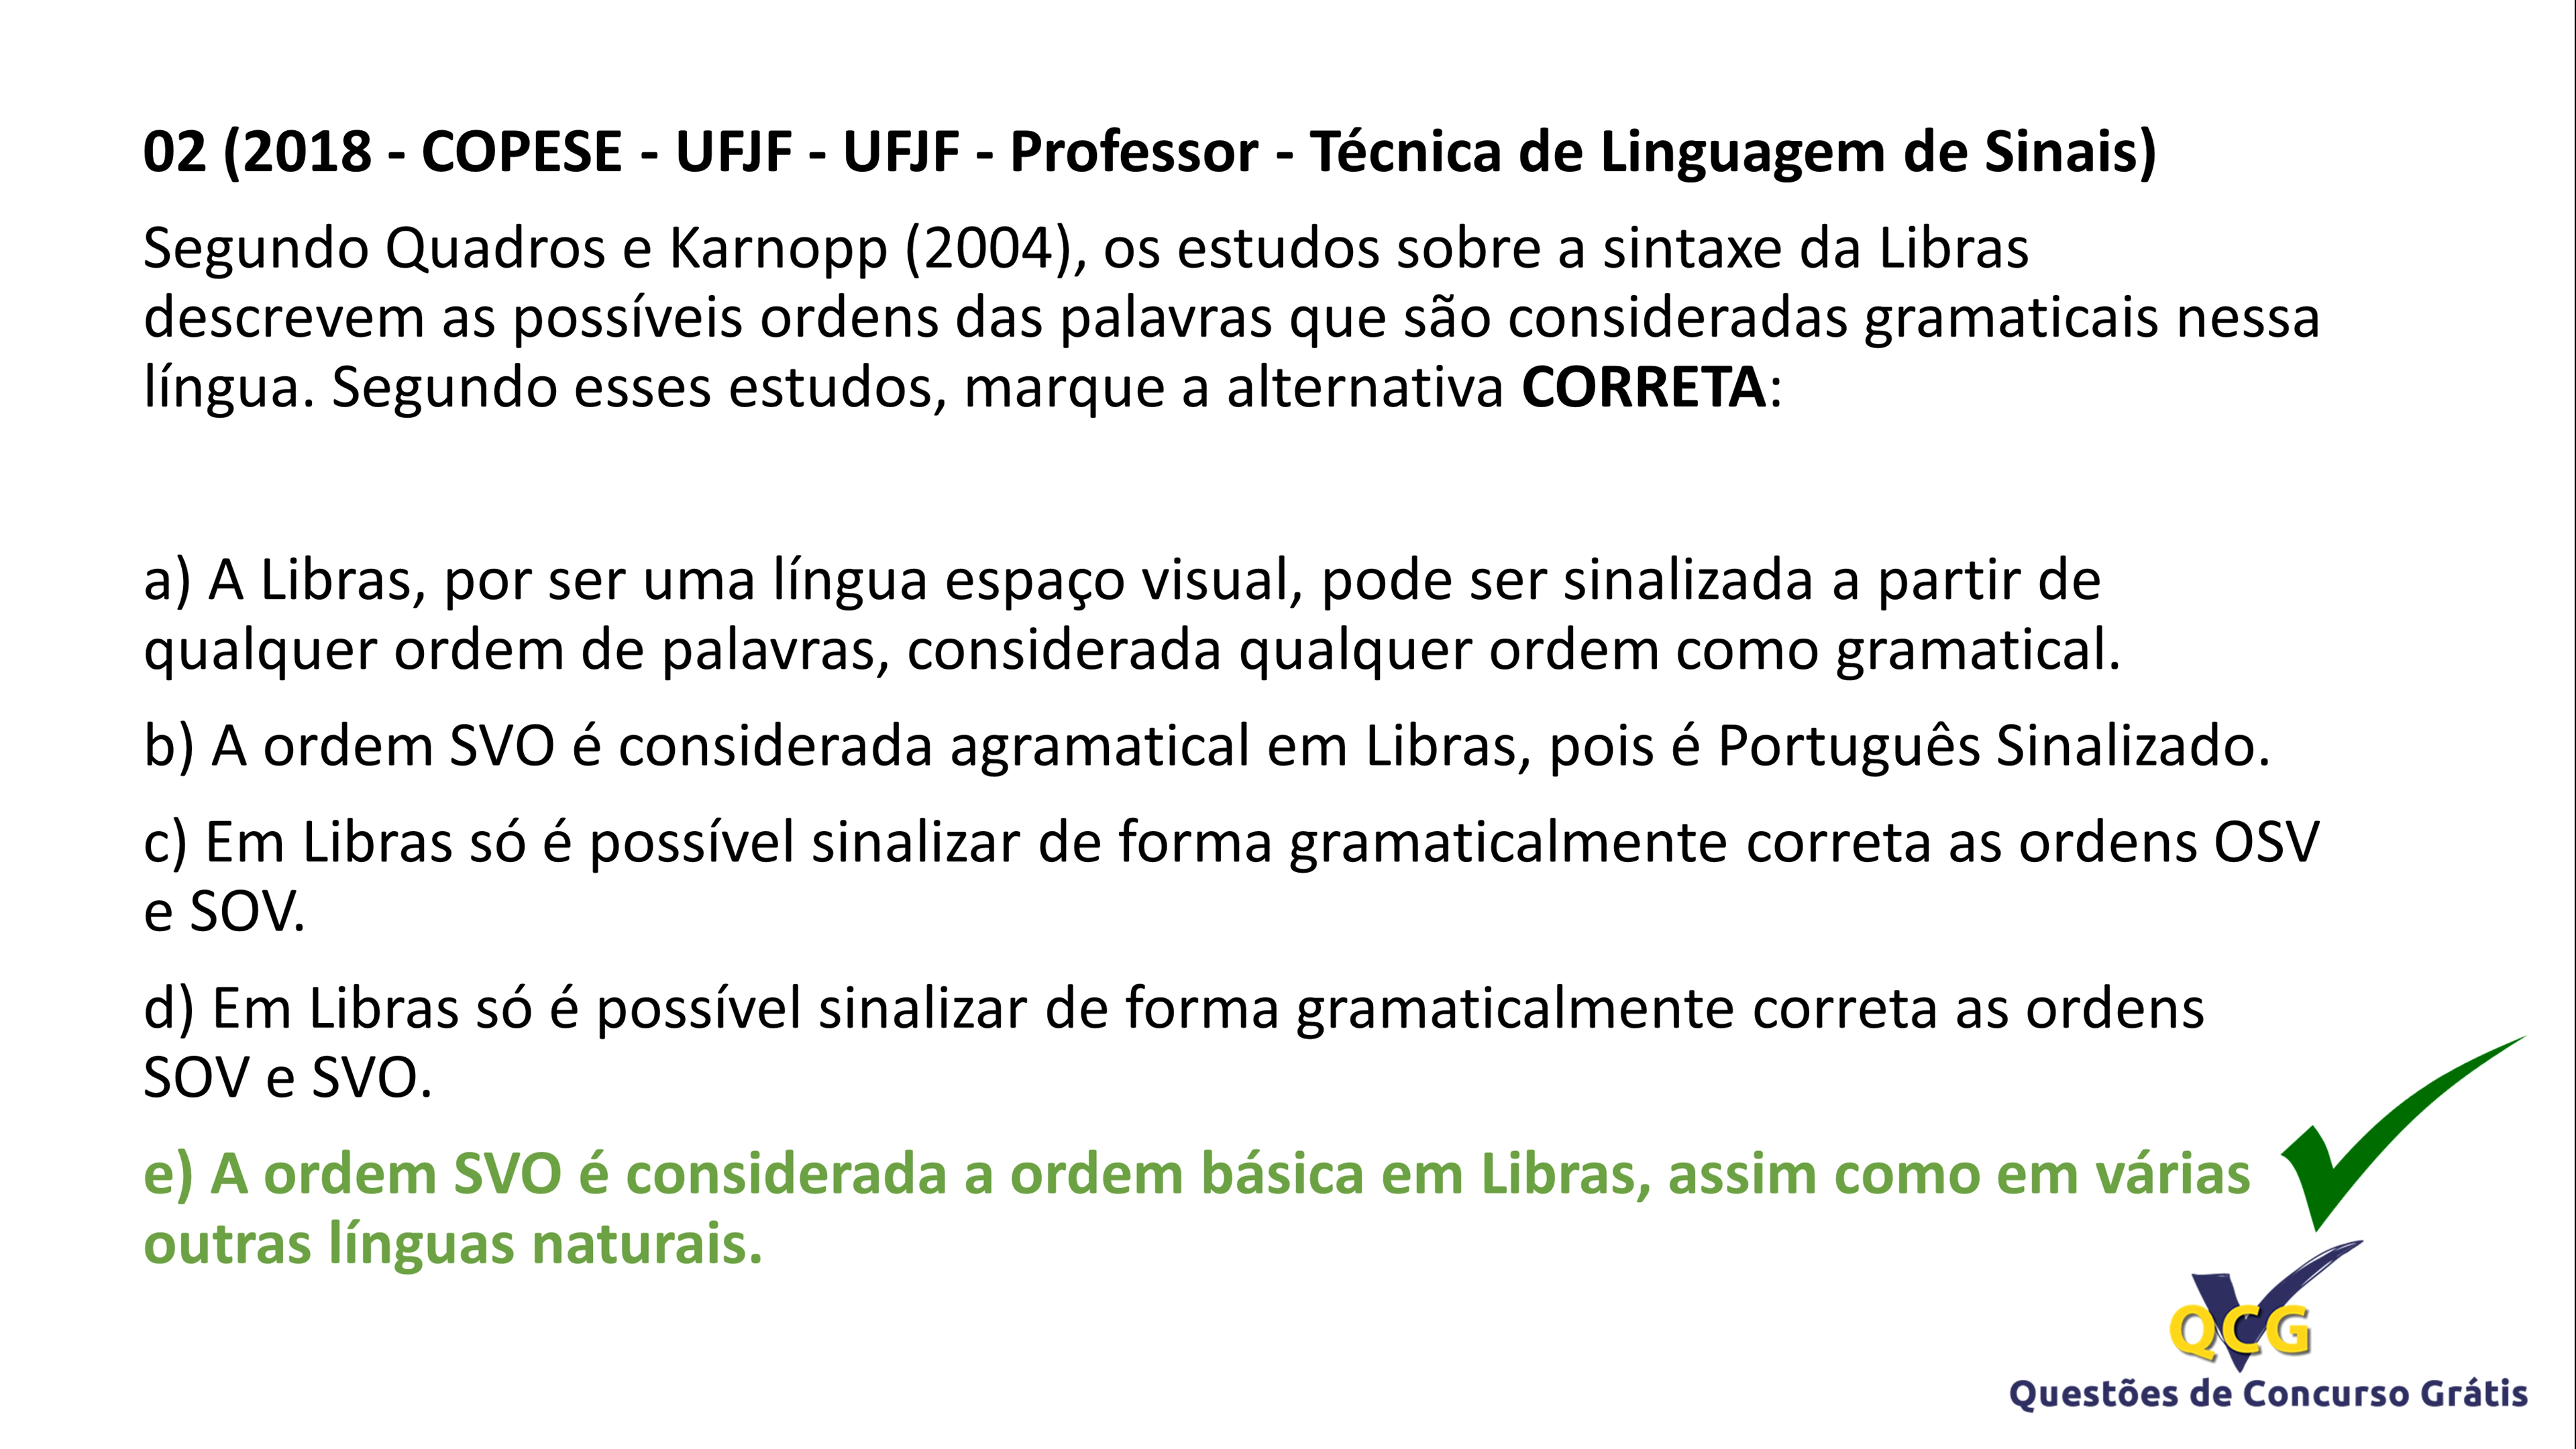 02 (2018 - COPESE - UFJF - UFJF - Professor - Técnica de Linguagem de Sinais)
Segundo Quadros e Karnopp (2004), os estudos sobre a sintaxe da Libras
descrevem as possíveis ordens das palavras que são consideradas gramaticais nessa
língua. Segundo esses estudos, marque a alternativa CORRETA:
a) A Libras, por ser uma língua espaço visual, pode ser sinalizada a partir de
qualquer ordem de palavras, considerada qualquer ordem como gramatical.
b) A ordem SVO é considerada agramatical em Libras, pois é Português Sinalizado.
c) Em Libras só é possível sinalizar de forma gramaticalmente correta as ordens OSV
e SOV.
d) Em Libras só é possível sinalizar de forma gramaticalmente correta as ordens
SOV e SVO.
e) A ordem SVO é considerada a ordem básica em Libras, assim como em várias
outras línguas naturais.
QCG
Questões de Concurso Grátis